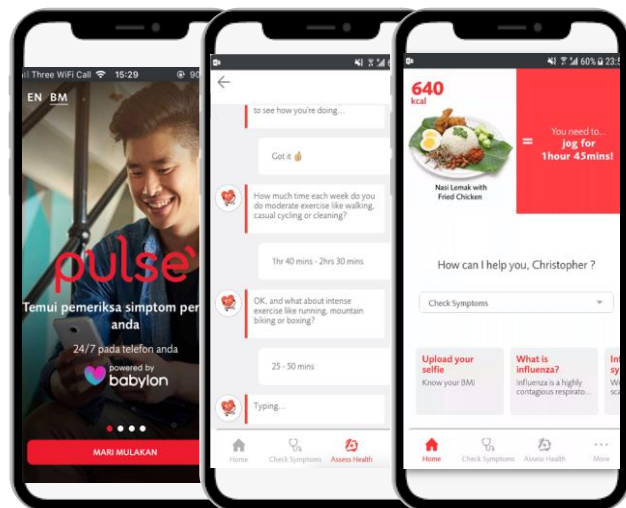 Three WiFi Call 15:29
EN BM
pulse
Temui pemeriksa simptom
anda
24/7 pada telefon anda
powered by
babylon
MARI MULAKAN
to see how you're doing...
Got it 👍
How much time each week do you
do moderate exercise like walking,
casual cycling or cleaning?
1hr 40 mins - 2hrs 30 mins
OK, and what about intense
exercise like running, mountain
biking or boxing?
25 - 50 mins
Typing...
Home
Check Symptoms
Assess Health
60%
640
kcal
Nasi Lemak with
Fried Chicken
=
You need to...
jog for
1hour 45mins!
How can I help you, Christopher ?
Check Symptoms
Upload your
selfie
Know your BMI
What is
influenza?
Influenza is a highly
contagious respirato...
Home
Check Symptoms
Assess Health
More